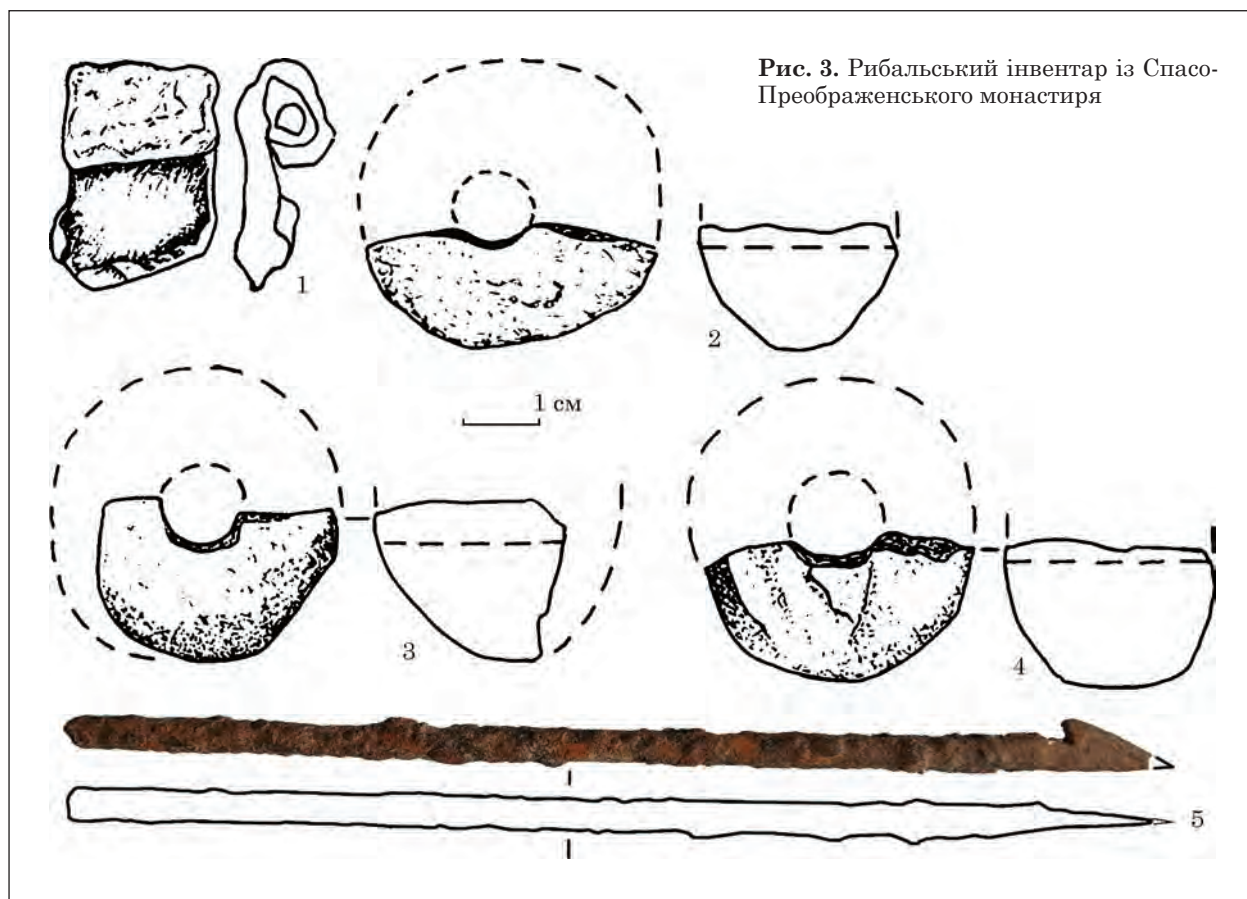 Рис. 3. Рибальський інвентар із Спасо-
Преображенського монастиря
1
2
1 см
3
4
5